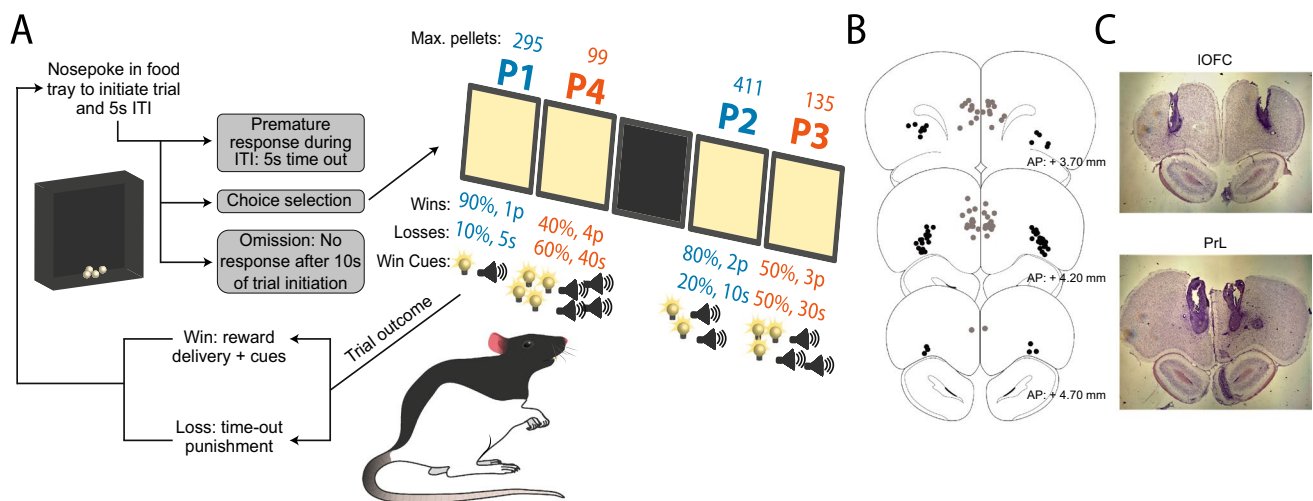 A
Nosepoke in food
tray to initiate trial
and 5s ITI
Premature
response during
ITI: 5s time out
Choice selection
Omission: No
response after 10s
of trial initiation
Win: reward
delivery + cues
Loss: time-out
punishment
Trial outcome
Max. pellets:
295
P1
99
P4
411
P2
135
P3
Wins:
Losses:
Win Cues:
90%, 1p
10%, 5s
40%, 4p
60%, 40s
80%, 2p
20%, 10s
50%, 3p
50%, 30s
B
AP: + 3.70 mm
AP: + 4.20 mm
AP: + 4.70 mm
C
lOFC
PrL